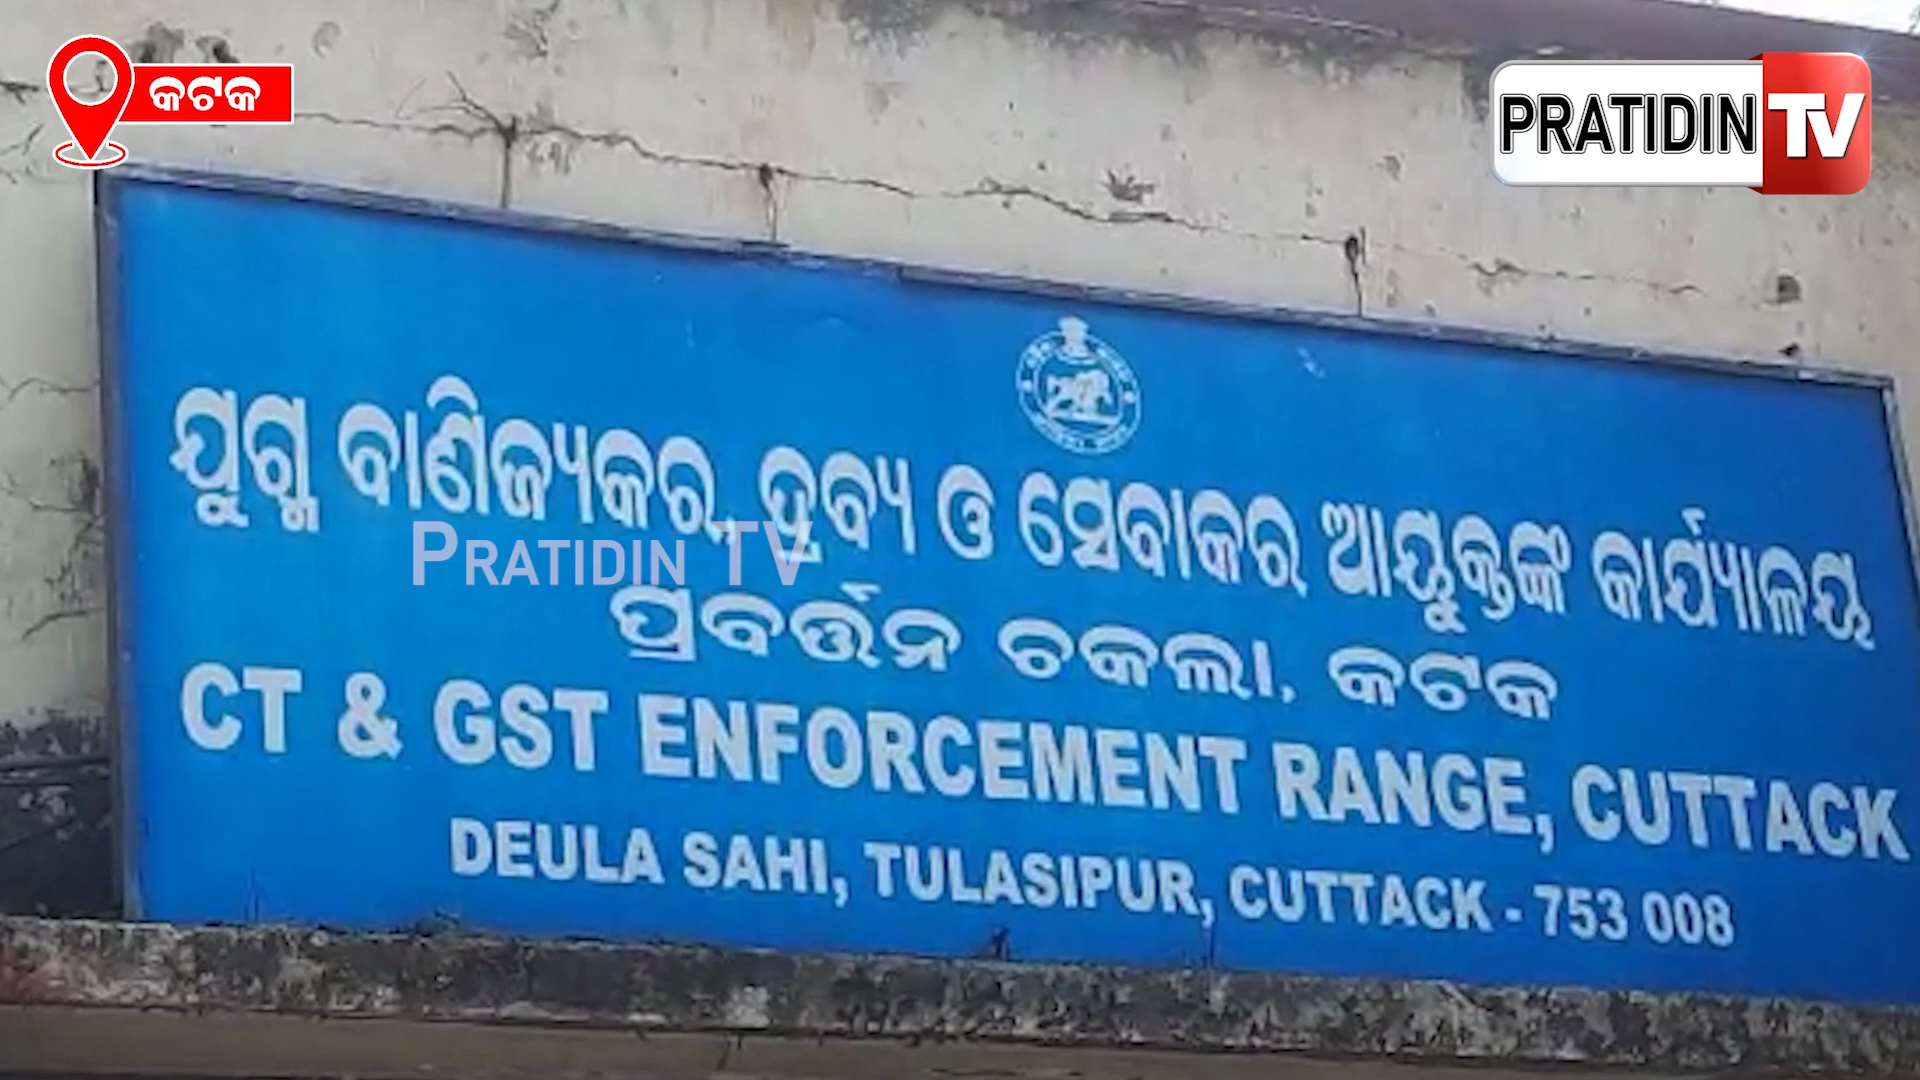 କଟକ
PRATIDIN TV
ଯୁଗ୍ମ ବାଣିଜ୍ୟକର, ଦ୍ରବ୍ୟ ଓ ସେବାକର ଆୟୁକ୍ତଙ୍କ କାର୍ଯ୍ୟାଳୟ
PRATIDIN TV
ପ୍ରବର୍ତ୍ତନ ଚକଲା, କଟକ
CT & GST ENFORCEMENT RANGE, CUTTACK
DEULA SAHI, TULASIPUR, CUTTACK - 753 008